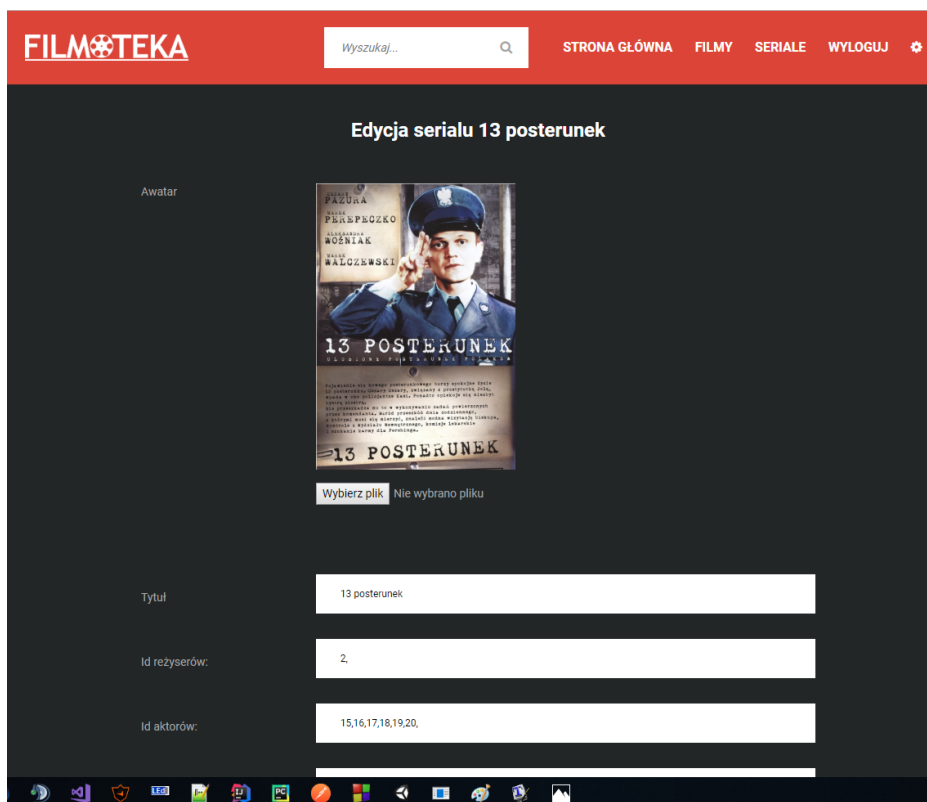 FILMOTEKA
Wyszukaj...
STRONA GŁÓWNA FILMY SERIALE WYLOGUJ
Edycja serialu 13 posterunek
Awatar
PAZURA
PEREPECZKO
WOŹNIAK
WALCZEWSKI
13 POSTERUNEK
13 POSTERUNEK
Wybierz plik Nie wybrano pliku
Tytuł
13 posterunek
Id reżyserów:
2,
Id aktorów:
15,16,17,18,19,20,